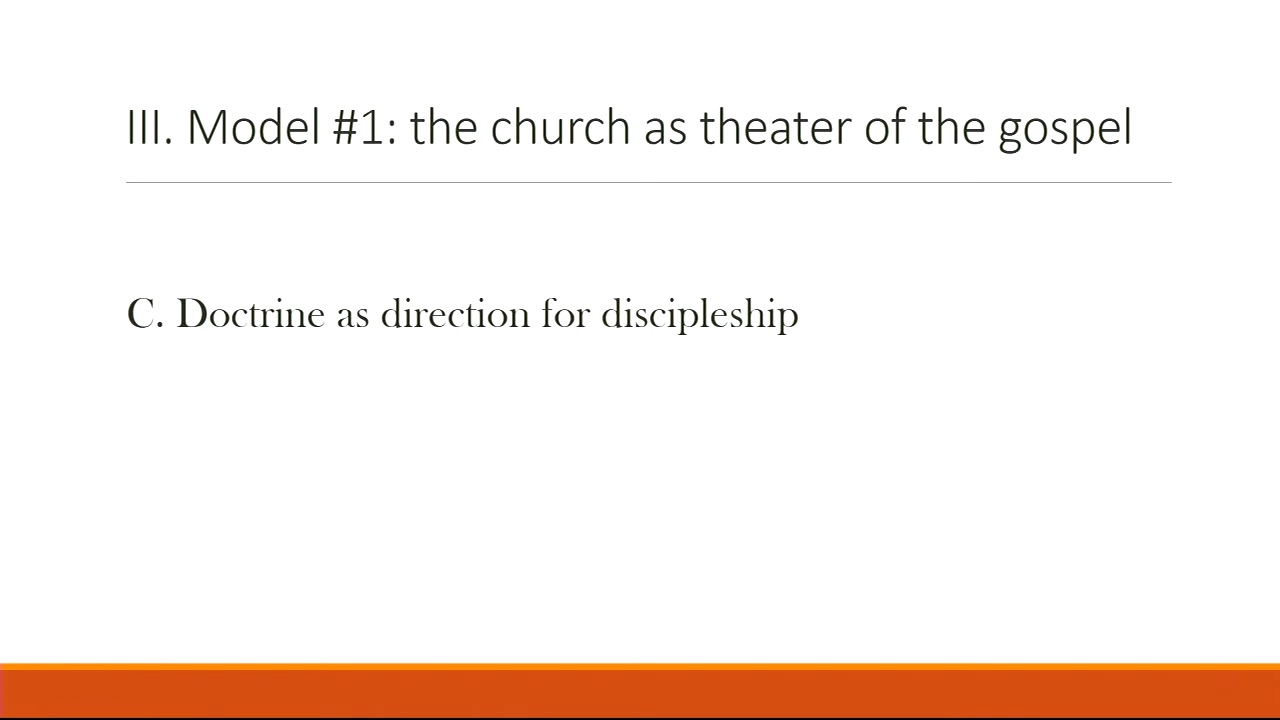 III. Model #1: the church as theater of the gospel
C. Doctrine as direction for discipleship